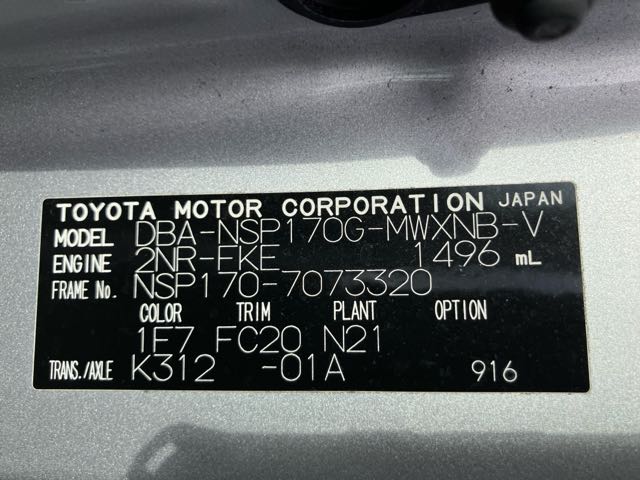 TOYOTA MOTOR CORPORATION JAPAN
MODEL DBA-NSP170G-MWXNB-V
ENGINE 2NR-FKE 1496 mL
FRAME No. NSP170-7073320
COLOR TRIM PLANT OPTION
1E7 FC20 N21
TRANS./AXLE K312 -01A 916